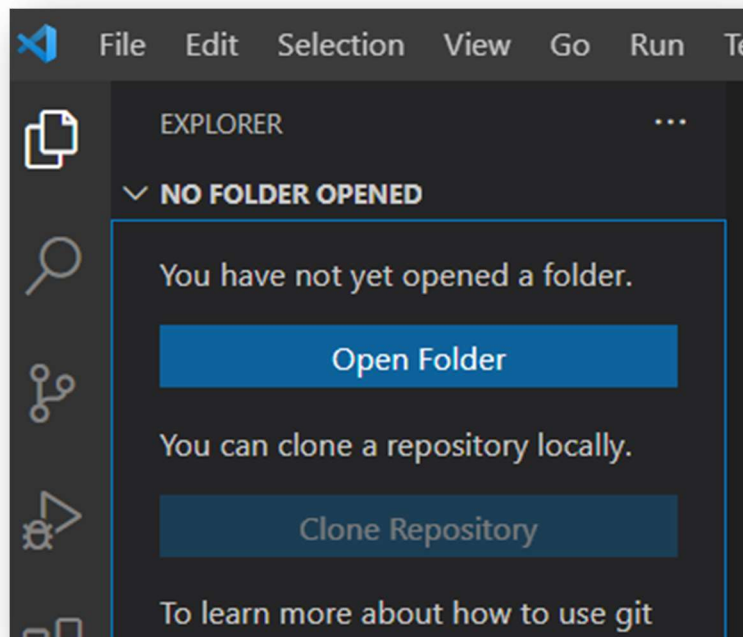 File Edit Selection View Go Run
EXPLORER
NO FOLDER OPENED
You have not yet opened a folder.
Open Folder
You can clone a repository locally.
Clone Repository
To learn more about how to use git